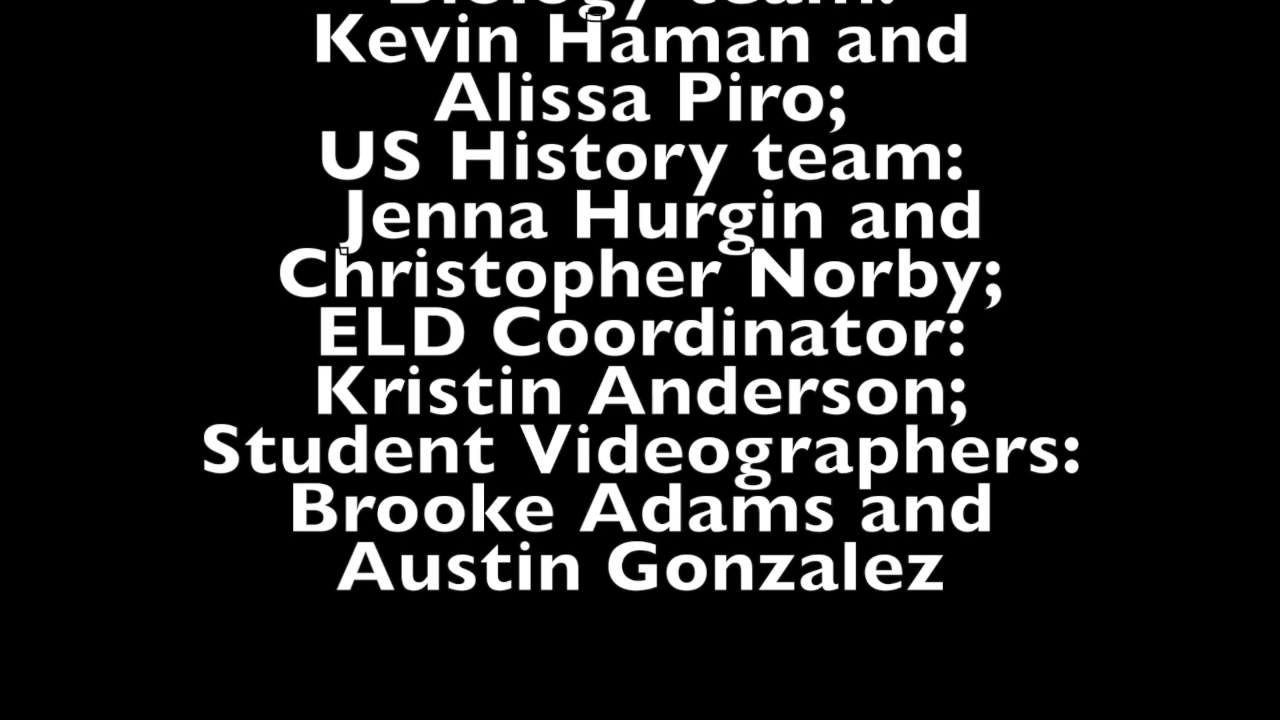 Biology team:
Kevin Haman and
Alissa Piro;
US History team:
Jenna Hurgin and
Christopher Norby;
ELD Coordinator:
Kristin Anderson;
Student Videographers:
Brooke Adams and
Austin Gonzalez